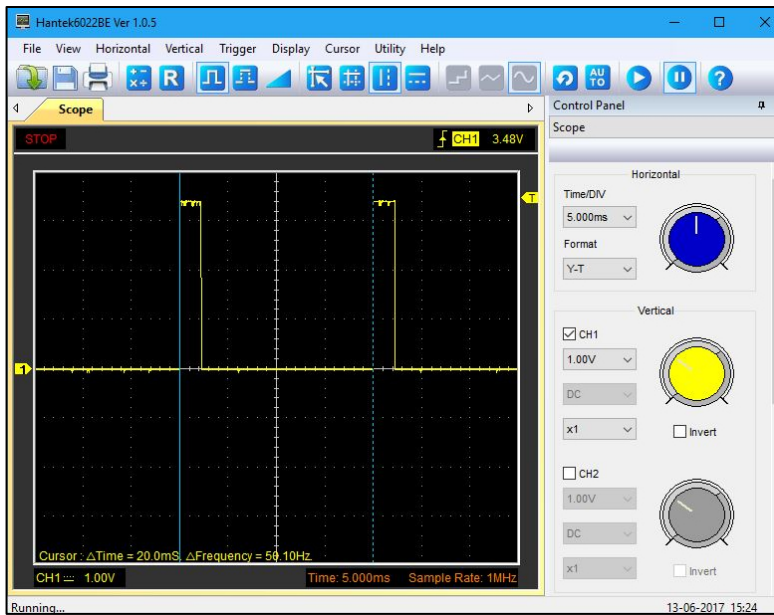 Hantek6022BE Ver 1.0.5
File View Horizontal Vertical Trigger Display Cursor Utility Help
R
AU
TO
?
Scope
Control Panel
Scope
STOP
CH1 3.48V
T
1
Cursor : △Time = 20.0mS, △Frequency = 50.10Hz
CH1 1.00V
Time: 5.000ms Sample Rate: 1MHz
Horizontal
Time/DIV
5.000ms
Format
Y-T
Vertical
CH1
1.00V
DC
x1
Invert
CH2
1.00V
DC
x1
Invert
Running...
13-06-2017 15:24